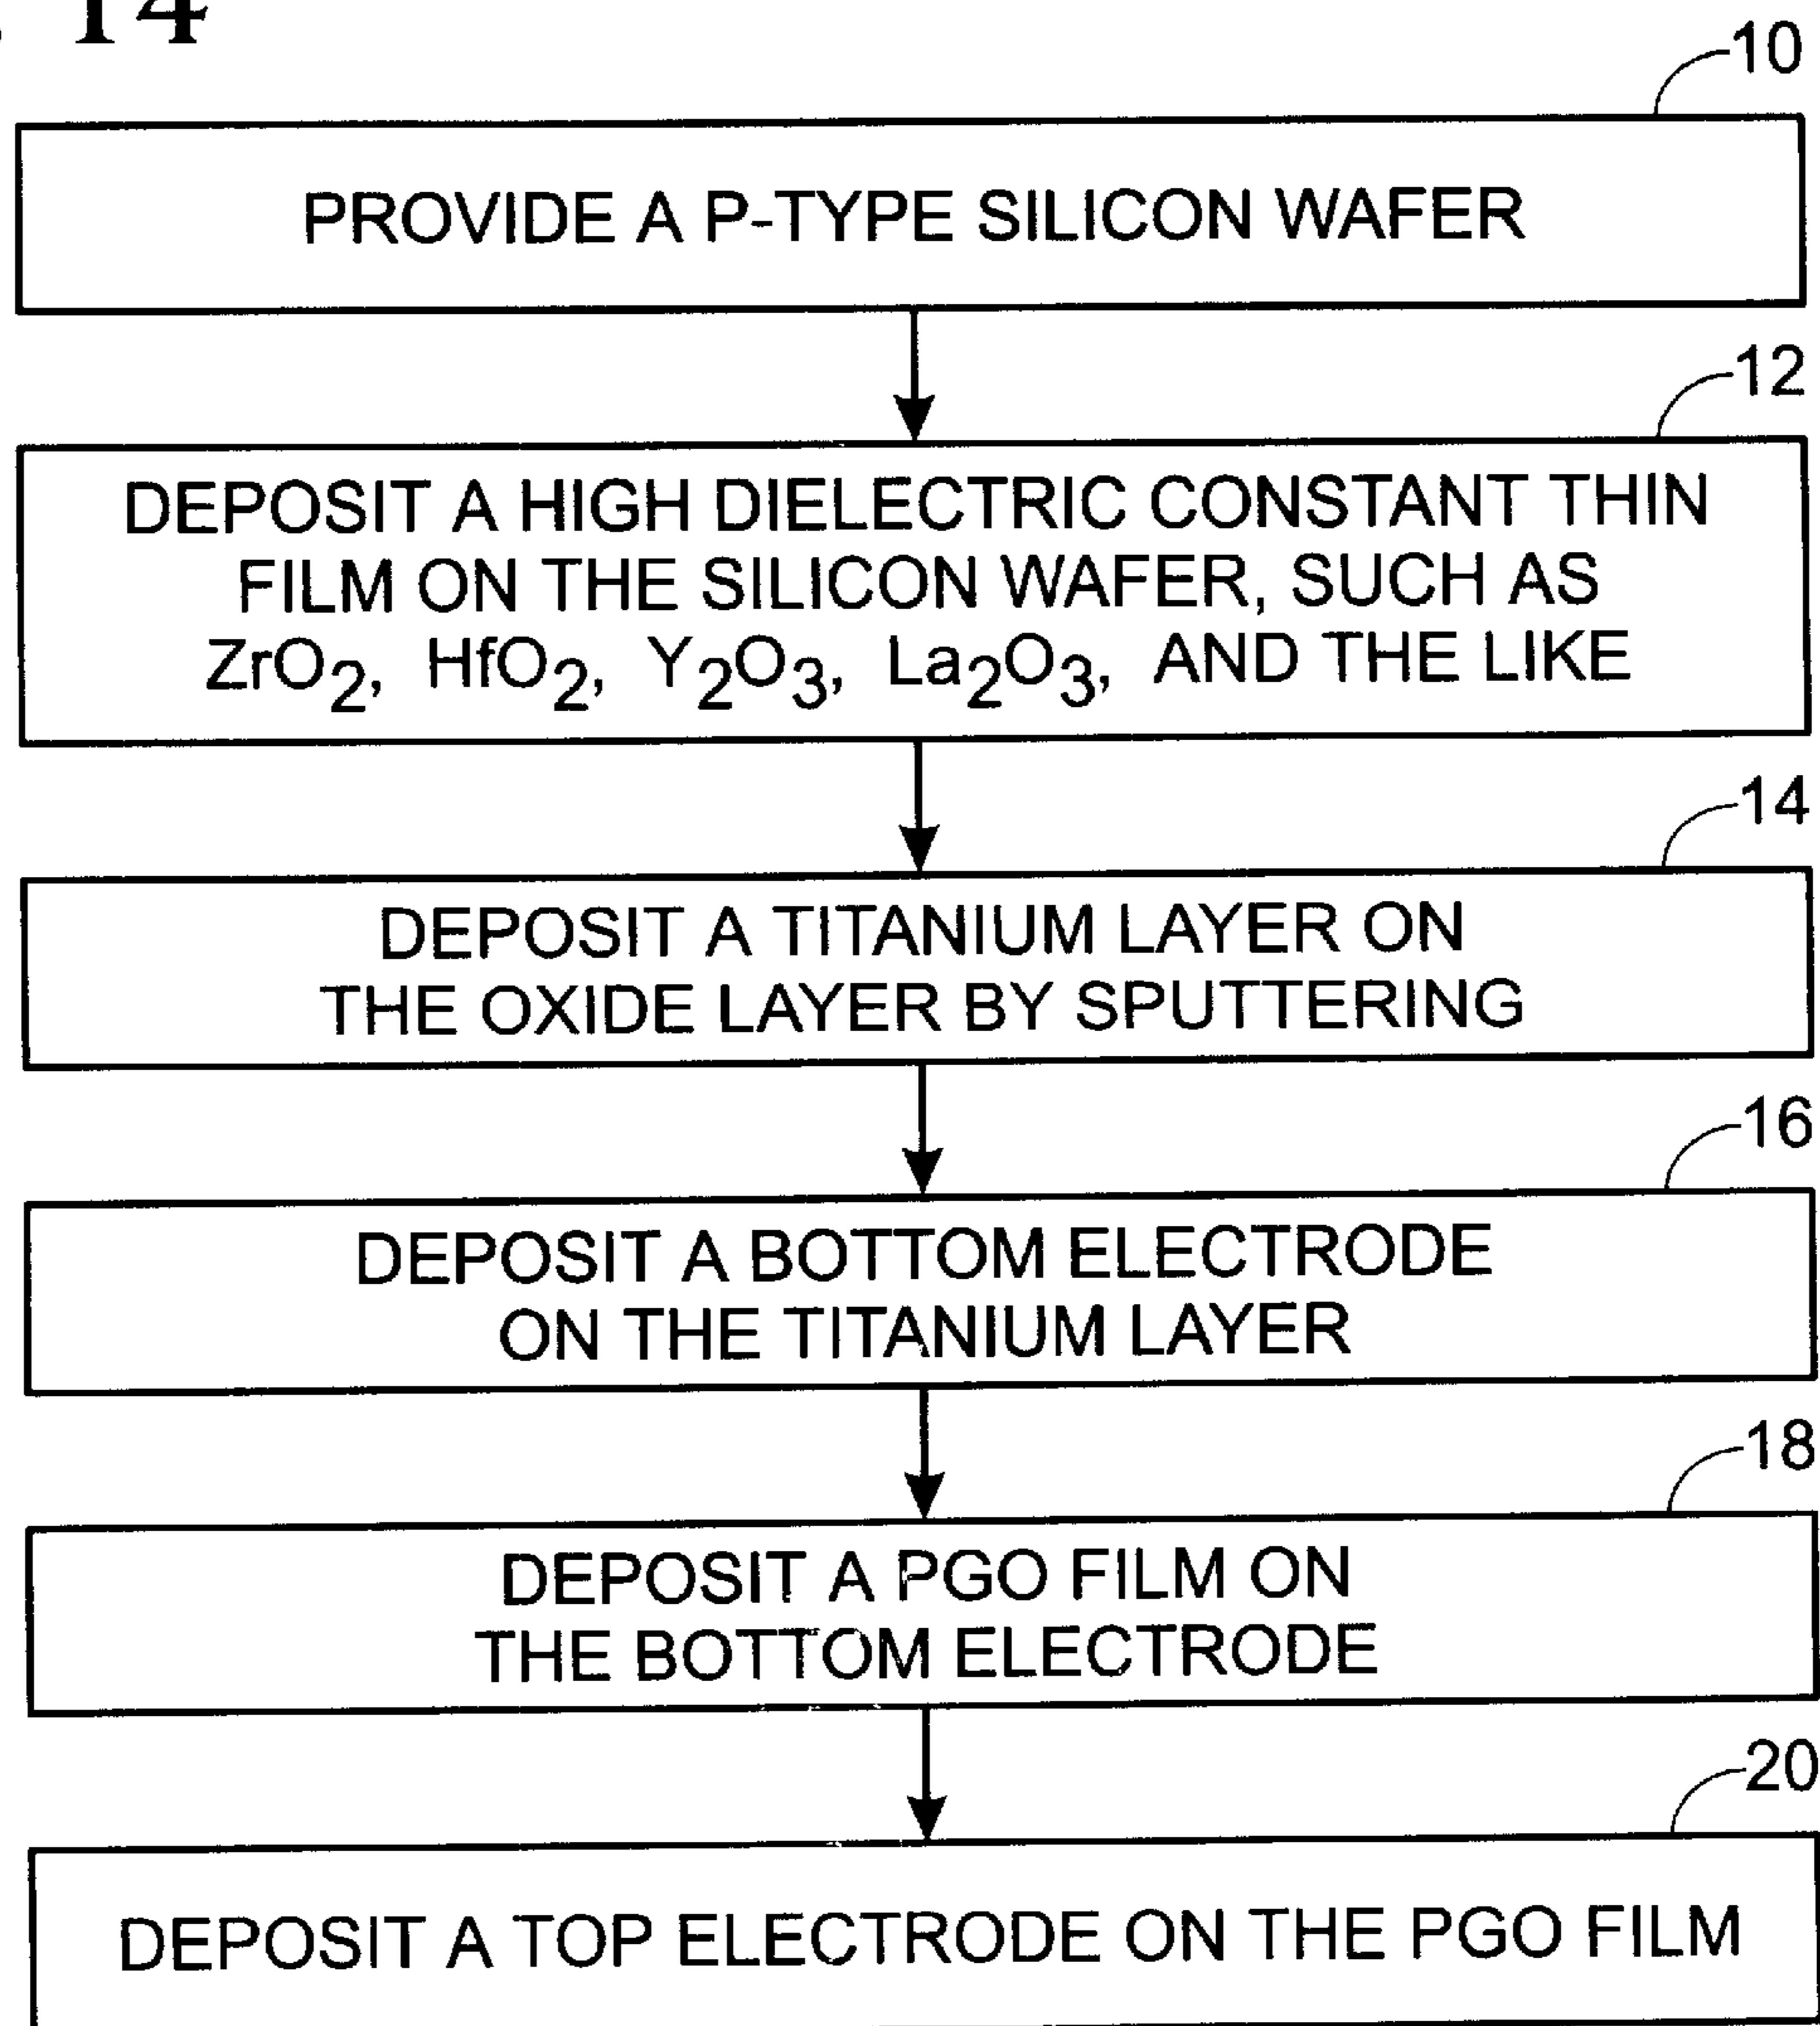 14
10
PROVIDE A P-TYPE SILICON WAFER
12
DEPOSIT A HIGH DIELECTRIC CONSTANT THIN
FILM ON THE SILICON WAFER, SUCH AS
ZrO₂, HfO₂, Y₂O₃, La₂O₃, AND THE LIKE
14
DEPOSIT A TITANIUM LAYER ON
THE OXIDE LAYER BY SPUTTERING
16
DEPOSIT A BOTTOM ELECTRODE
ON THE TITANIUM LAYER
18
DEPOSIT A PGO FILM ON
THE BOTTOM ELECTRODE
20
DEPOSIT A TOP ELECTRODE ON THE PGO FILM